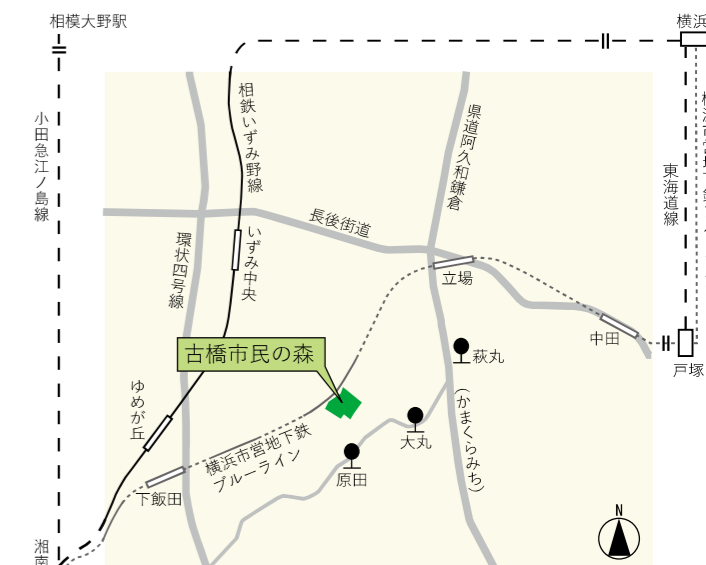 相模大野駅
横浜
小田急江ノ島線
相鉄いずみ野線
県道阿久和鎌倉
東海道線
長後街道
環状四号線
いずみ中央
立場
中田
戸塚
古橋市民の森
萩丸
ゆめが丘
(かまくらみち)
大丸
横浜市営地下鉄
ブルーライン
原田
下飯田
N
湘南